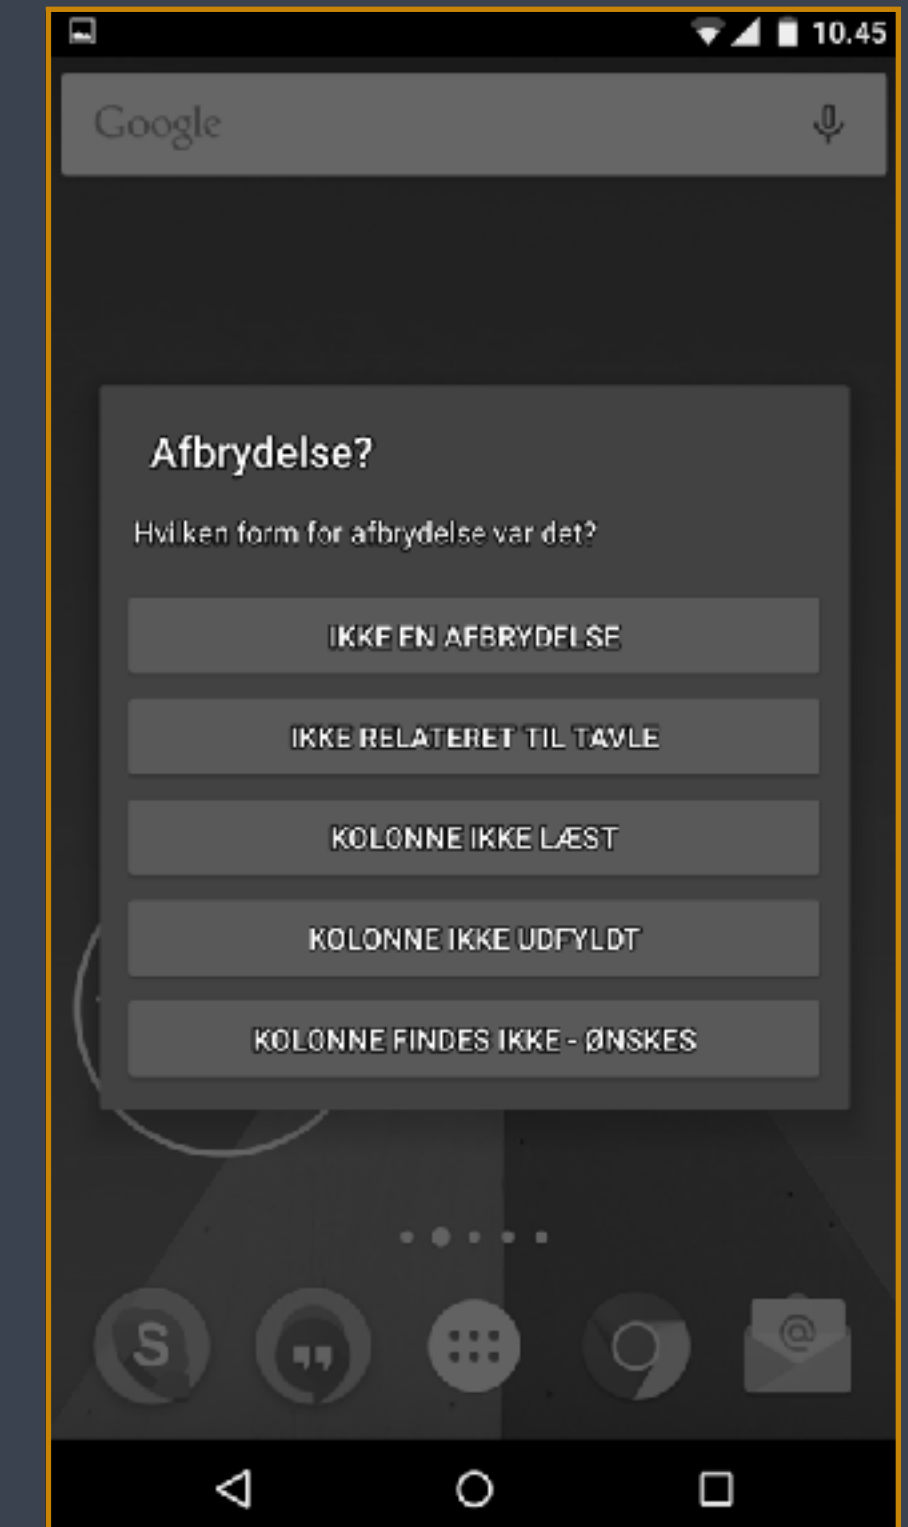 10.45
Google
Afbrydelse?
Hvilken form for afbrydelse var det?
IKKE EN AFBRYDELSE
IKKE RELATERET TIL TAVLE
KOLONNE IKKE LÆST
KOLONNE IKKE UDFYLDT
KOLONNE FINDES IKKE - ØNSKES
S
@